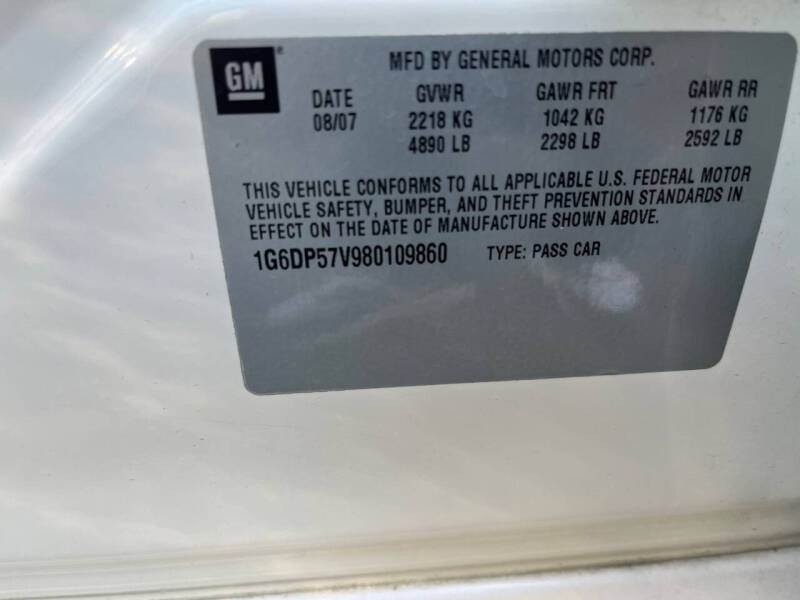 GM ® MFD BY GENERAL MOTORS CORP.
DATE GVWR GAWR FRT GAWR RR
08/07 2218 KG 1042 KG 1176 KG
4890 LB 2298 LB 2592 LB
THIS VEHICLE CONFORMS TO ALL APPLICABLE U.S. FEDERAL MOTOR
VEHICLE SAFETY, BUMPER, AND THEFT PREVENTION STANDARDS IN
EFFECT ON THE DATE OF MANUFACTURE SHOWN ABOVE.
1G6DP57V980109860 TYPE: PASS CAR